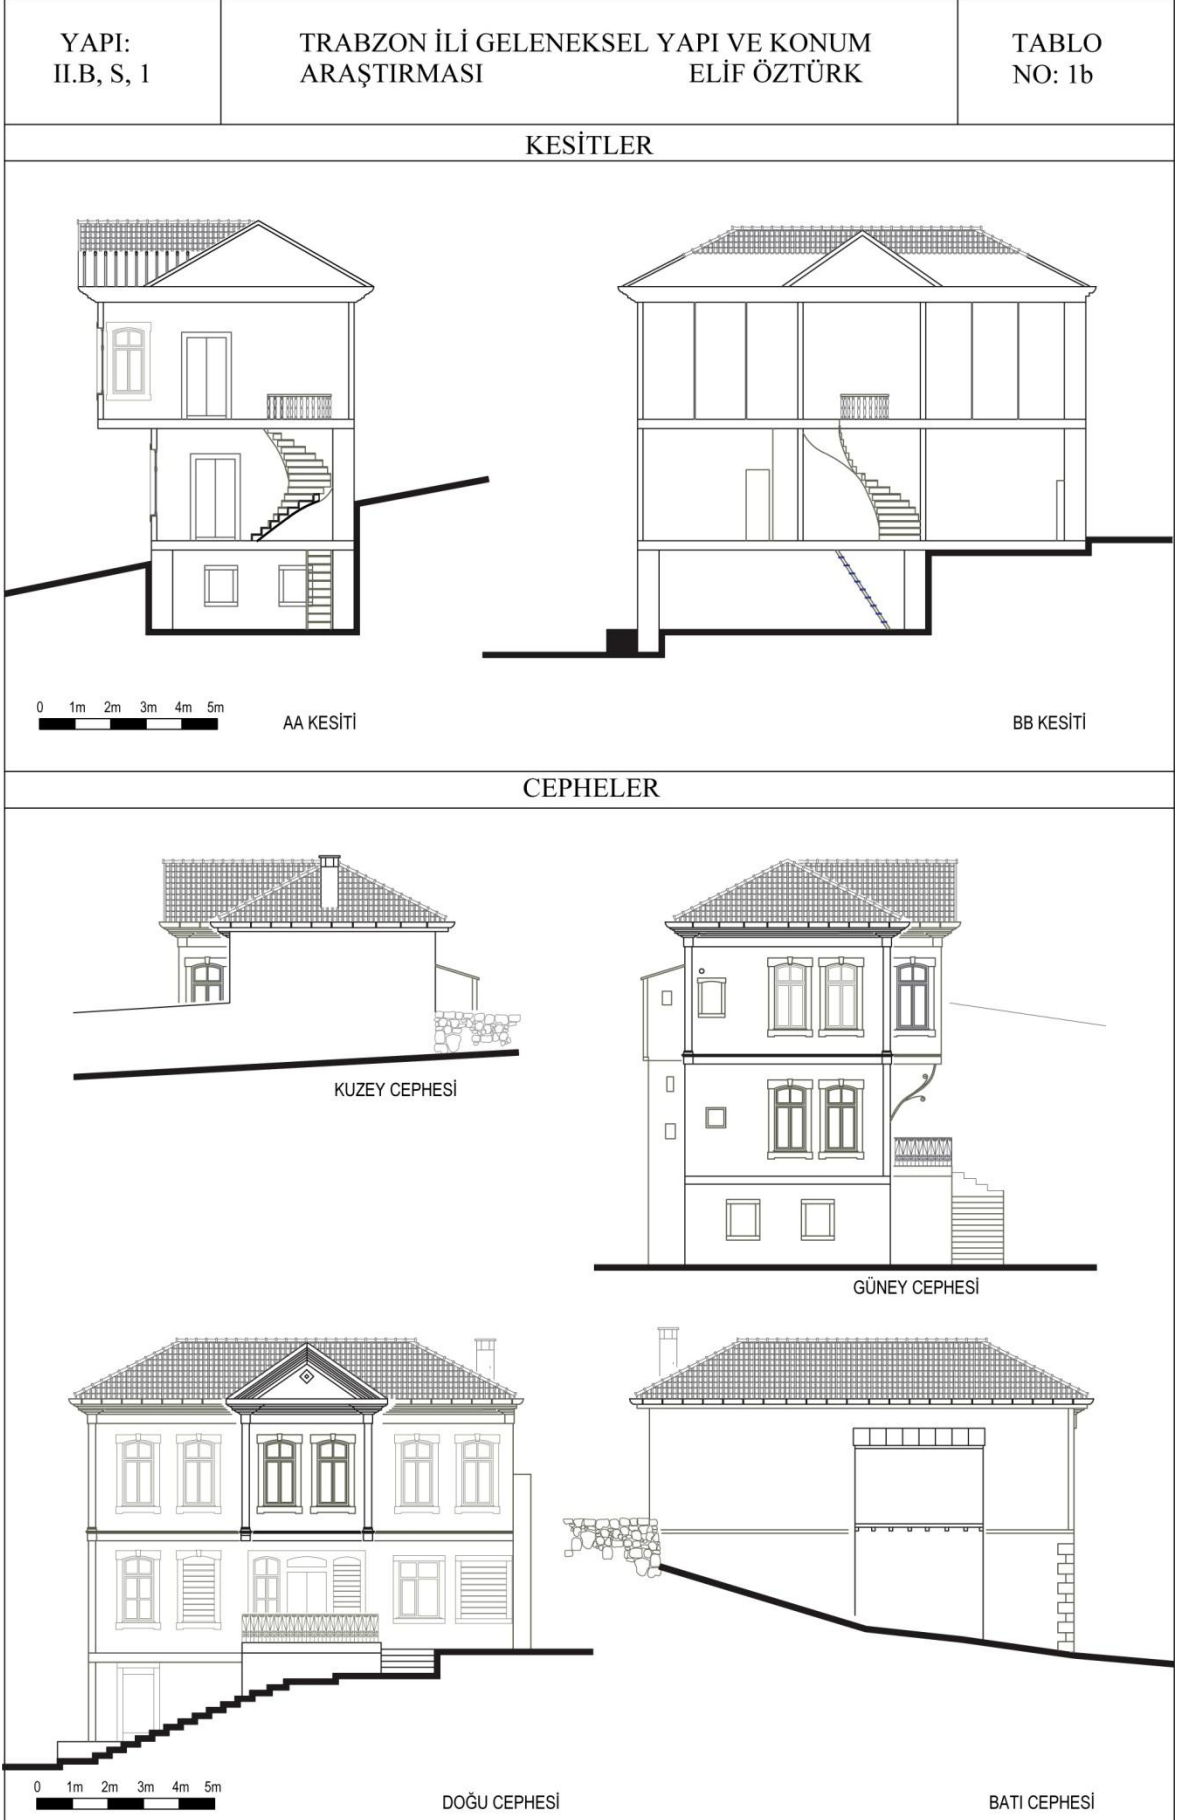 YAPI:
II.B, S, 1
TRABZON İLİ GELENEKSEL YAPI VE KONUM
ARAŞTIRMASI ELİF ÖZTÜRK
TABLO
NO: 1b
KESİTLER
0 1m 2m 3m 4m 5m
AA KESİTİ
BB KESİTİ
CEPHELER
KUZEY CEPHESİ
GÜNEY CEPHESİ
0 1m 2m 3m 4m 5m
DOĞU CEPHESİ
BATI CEPHESİ